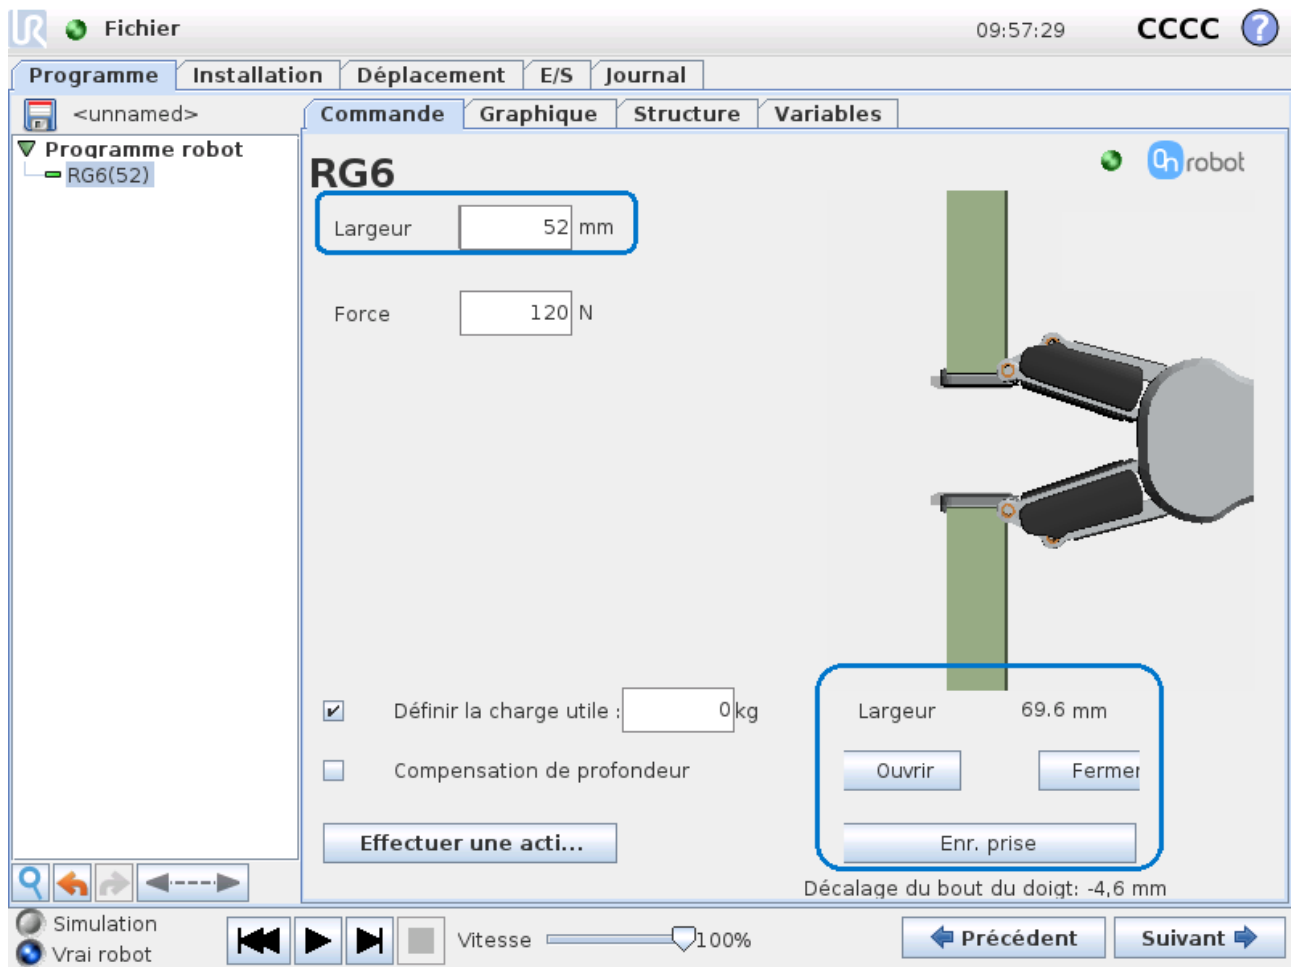 Fichier
09:57:29
CCCC
?
Programme
Installation
Déplacement
E/S
Journal
<unnamed>
Commande
Graphique
Structure
Variables
Programme robot
RG6(52)
RG6
On robot
Largeur 52 mm
Force 120 N
Définir la charge utile : 0 kg
Largeur 69.6 mm
Compensation de profondeur
Ouvrir
Fermer
Effectuer une acti...
Enr. prise
Décalage du bout du doigt: -4,6 mm
Simulation
Vrai robot
Vitesse 100%
Précédent
Suivant